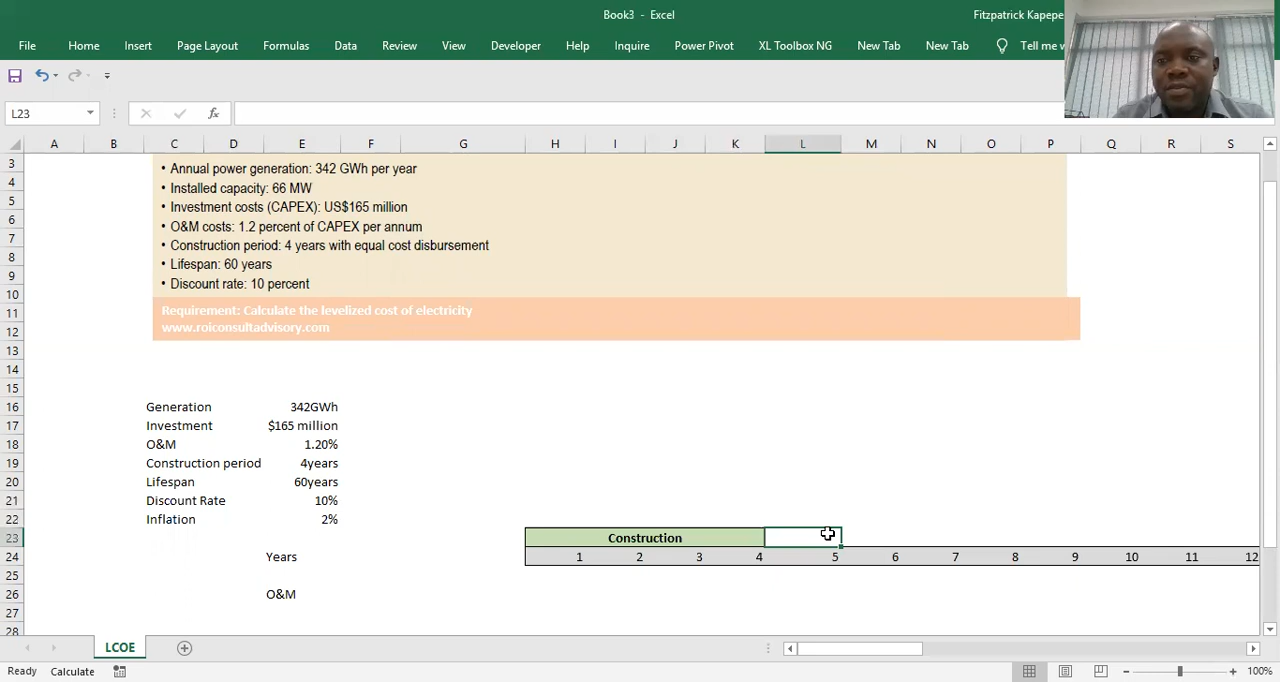 Book3 - Excel
Fitzpatrick Kapepe
File Home Insert Page Layout Formulas Data Review View Developer Help Inquire Power Pivot XL Toolbox NG New Tab New Tab Tell me
L23
fx
A B C D E F G H I J K L M N O P Q R S
3 • Annual power generation: 342 GWh per year
4 • Installed capacity: 66 MW
5 • Investment costs (CAPEX): US$165 million
6 • O&M costs: 1.2 percent of CAPEX per annum
7
8 • Construction period: 4 years with equal cost disbursement
9 • Lifespan: 60 years
10 • Discount rate: 10 percent
11 Requirement: Calculate the levelized cost of electricity
12 www.roiconsultadvisory.com
13
14
15
16 Generation 342GWh
17 Investment $165 million
18 O&M 1.20%
19 Construction period 4years
20 Lifespan 60years
21 Discount Rate 10%
22 Inflation 2%
23 Construction
24 Years 1 2 3 4 5 6 7 8 9 10 11 12
25
26 O&M
27
28
LCOE
Ready Calculate 100%